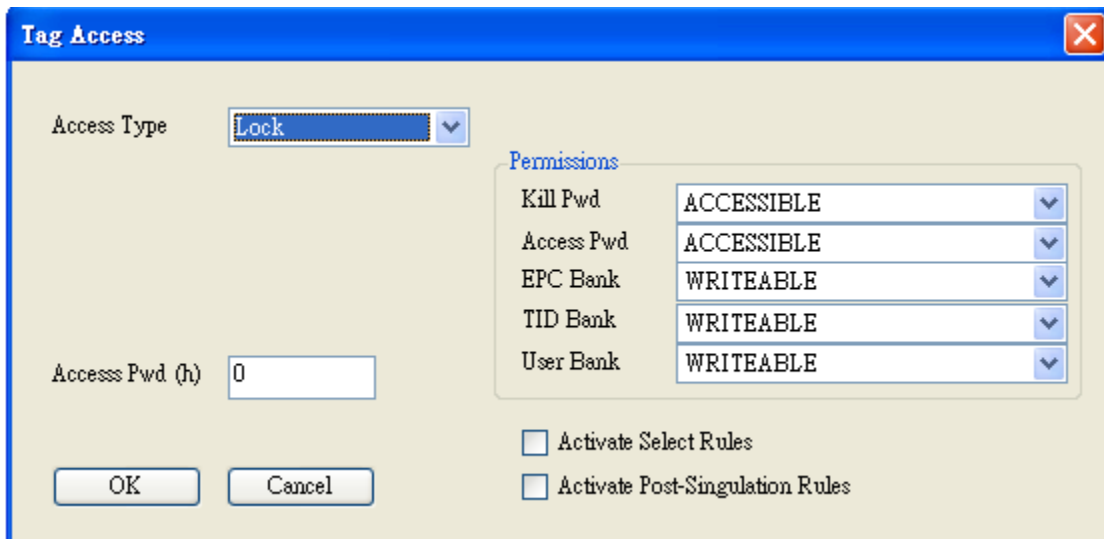 Tag Access
Access Type
Lock
Permissions
Kill Pwd
ACCESSIBLE
Access Pwd
ACCESSIBLE
EPC Bank
WRITEABLE
TID Bank
WRITEABLE
User Bank
WRITEABLE
Accesss Pwd (h)
0
Activate Select Rules
Activate Post-Singulation Rules
OK
Cancel